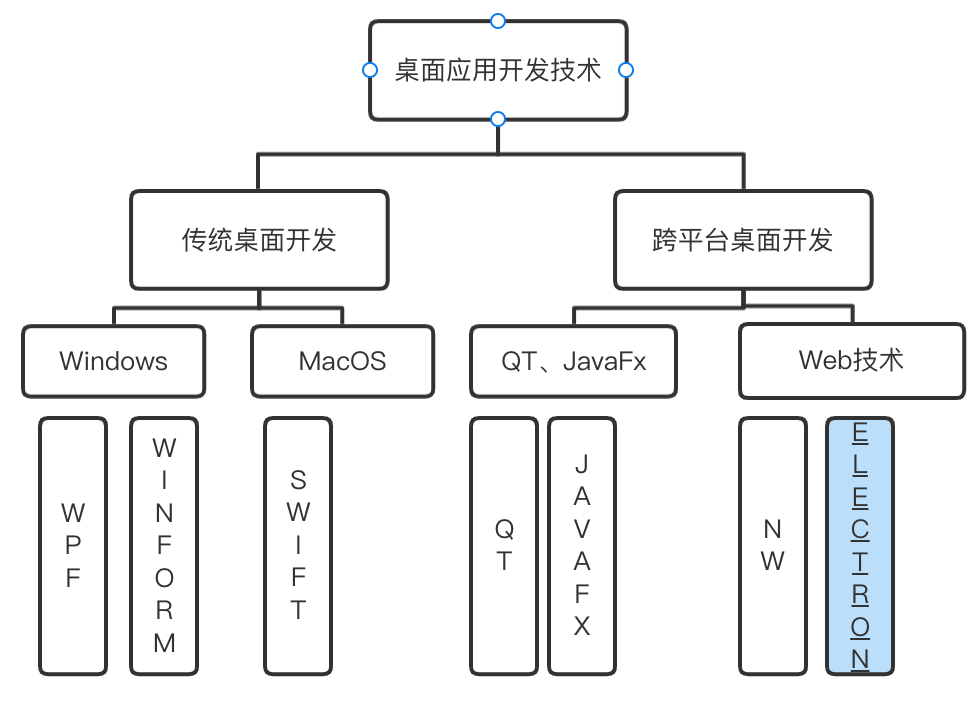 桌面应用开发技术
传统桌面开发
跨平台桌面开发
Windows
MacOS
QT、JavaFx
Web技术
WPF
WINFORM
SWIFT
QT
JAVAFX
NW
ELECTRON